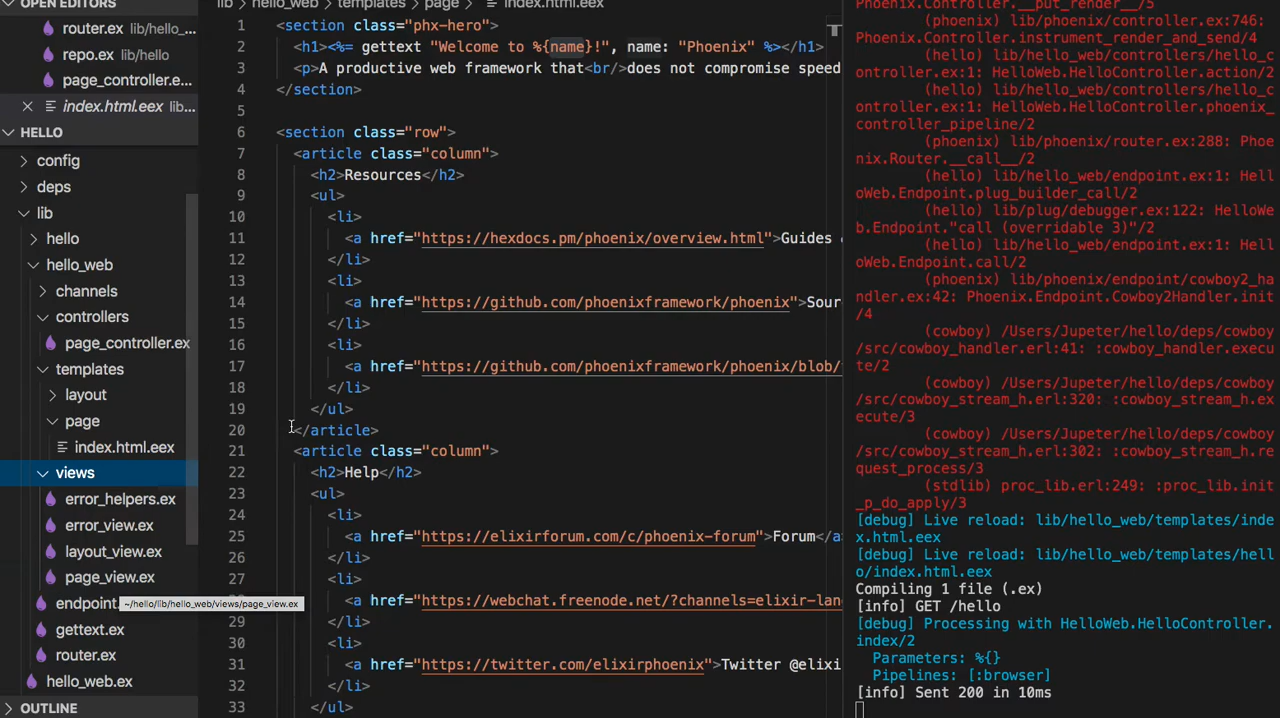 OPEN EDITORS
router.ex lib/hello_...
repo.ex lib/hello
page_controller.e...
index.html.eex lib...
HELLO
config
deps
lib
hello
hello_web
channels
controllers
page_controller.ex
templates
layout
page
index.html.eex
views
error_helpers.ex
error_view.ex
layout_view.ex
page_view.ex
endpoint
~/hello/lib/hello_web/views/page_view.ex
gettext.ex
router.ex
hello_web.ex
OUTLINE
lib hello_web templates page index.html.eex
1 <section class="phx-hero">
2 <h1><%= gettext "Welcome to %{name}!", name: "Phoenix" %></h1>
3 <p>A productive web framework that<br/>does not compromise speed
4 </section>
5
6 <section class="row">
7 <article class="column">
8 <h2>Resources</h2>
9 <ul>
10 <li>
11 <a href="https://hexdocs.pm/phoenix/overview.html">Guides
12 </li>
13 <li>
14 <a href="https://github.com/phoenixframework/phoenix">Sour
15 </li>
16 <li>
17 <a href="https://github.com/phoenixframework/phoenix/blob/
18 </li>
19 </ul>
20 </article>
21 <article class="column">
22 <h2>Help</h2>
23 <ul>
24 <li>
25 <a href="https://elixirforum.com/c/phoenix-forum">Forum</a
26 </li>
27 <li>
<a href="https://webchat.freenode.net/?channels=elixir-lan
29 </li>
30 <li>
31 <a href="https://twitter.com/elixirphoenix">Twitter @elixi
32 </li>
33 </ul>
Phoenix.Controller.__put_render__/5
(phoenix) lib/phoenix/controller.ex:746:
Phoenix.Controller.instrument_render_and_send/4
(hello) lib/hello_web/controllers/hello_c
ontroller.ex:1: HelloWeb.HelloController.action/2
(hello) lib/hello_web/controllers/hello_c
ontroller.ex:1: HelloWeb.HelloController.phoenix_
controller_pipeline/2
(phoenix) lib/phoenix/router.ex:288: Phoe
nix.Router.__call__/2
(hello) lib/hello_web/endpoint.ex:1: Hell
oWeb.Endpoint.plug_builder_call/2
(hello) lib/plug/debugger.ex:122: HelloWe
b.Endpoint."call (overridable 3)"/2
(hello) lib/hello_web/endpoint.ex:1: Hell
oWeb.Endpoint.call/2
(phoenix) lib/phoenix/endpoint/cowboy2_ha
ndler.ex:42: Phoenix.Endpoint.Cowboy2Handler.init
/4
(cowboy) /Users/Jupeter/hello/deps/cowboy
/src/cowboy_handler.erl:41: :cowboy_handler.execu
te/2
(cowboy) /Users/Jupeter/hello/deps/cowboy
/src/cowboy_stream_h.erl:320: :cowboy_stream_h.ex
ecute/3
(cowboy) /Users/Jupeter/hello/deps/cowboy
/src/cowboy_stream_h.erl:302: :cowboy_stream_h.re
quest_process/3
(stdlib) proc_lib.erl:249: :proc_lib.init
_p_do_apply/3
[debug] Live reload: lib/hello_web/templates/inde
x.html.eex
[debug] Live reload: lib/hello_web/templates/hell
o/index.html.eex
Compiling 1 file (.ex)
[info] GET /hello
[debug] Processing with HelloWeb.HelloController.
index/2
Parameters: %{}
Pipelines: [:browser]
[info] Sent 200 in 10ms